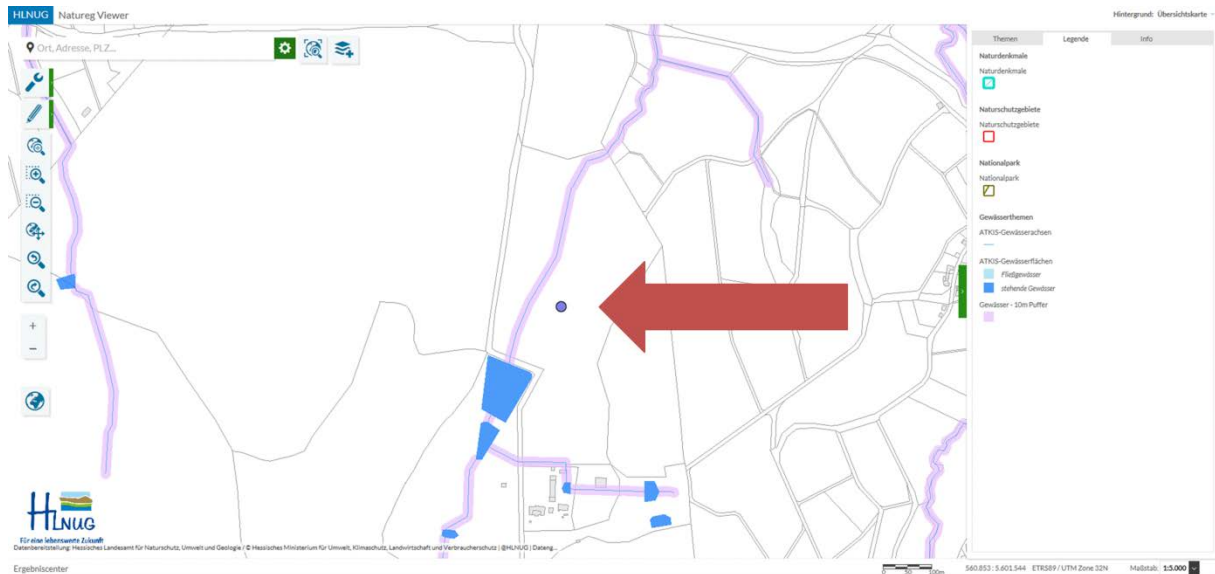 HLNUG Natureg Viewer
Hintergrund: Übersichtskarte
Ort, Adresse, PLZ...
Themen Legende Info
Naturdenkmale
Naturdenkmale
Naturschutzgebiete
Naturschutzgebiete
Nationalpark
Nationalpark
Gewässerthemen
ATKIS-Gewässerachsen
ATKIS-Gewässerflächen
Fließgewässer
stehende Gewässer
Gewässer - 10m Puffer
+
−
HLNUG
Für eine lebenswerte Zukunft
Datenbereitstellung: Hessisches Landesamt für Naturschutz, Umwelt und Geologie / © Hessisches Ministerium für Umwelt, Klimaschutz, Landwirtschaft und Verbraucherschutz | @HLNUG | Dateng...
Ergebniscenter
0 50 100m
560.853 : 5.601.544 ETRS89 / UTM Zone 32N Maßstab: 1:5.000